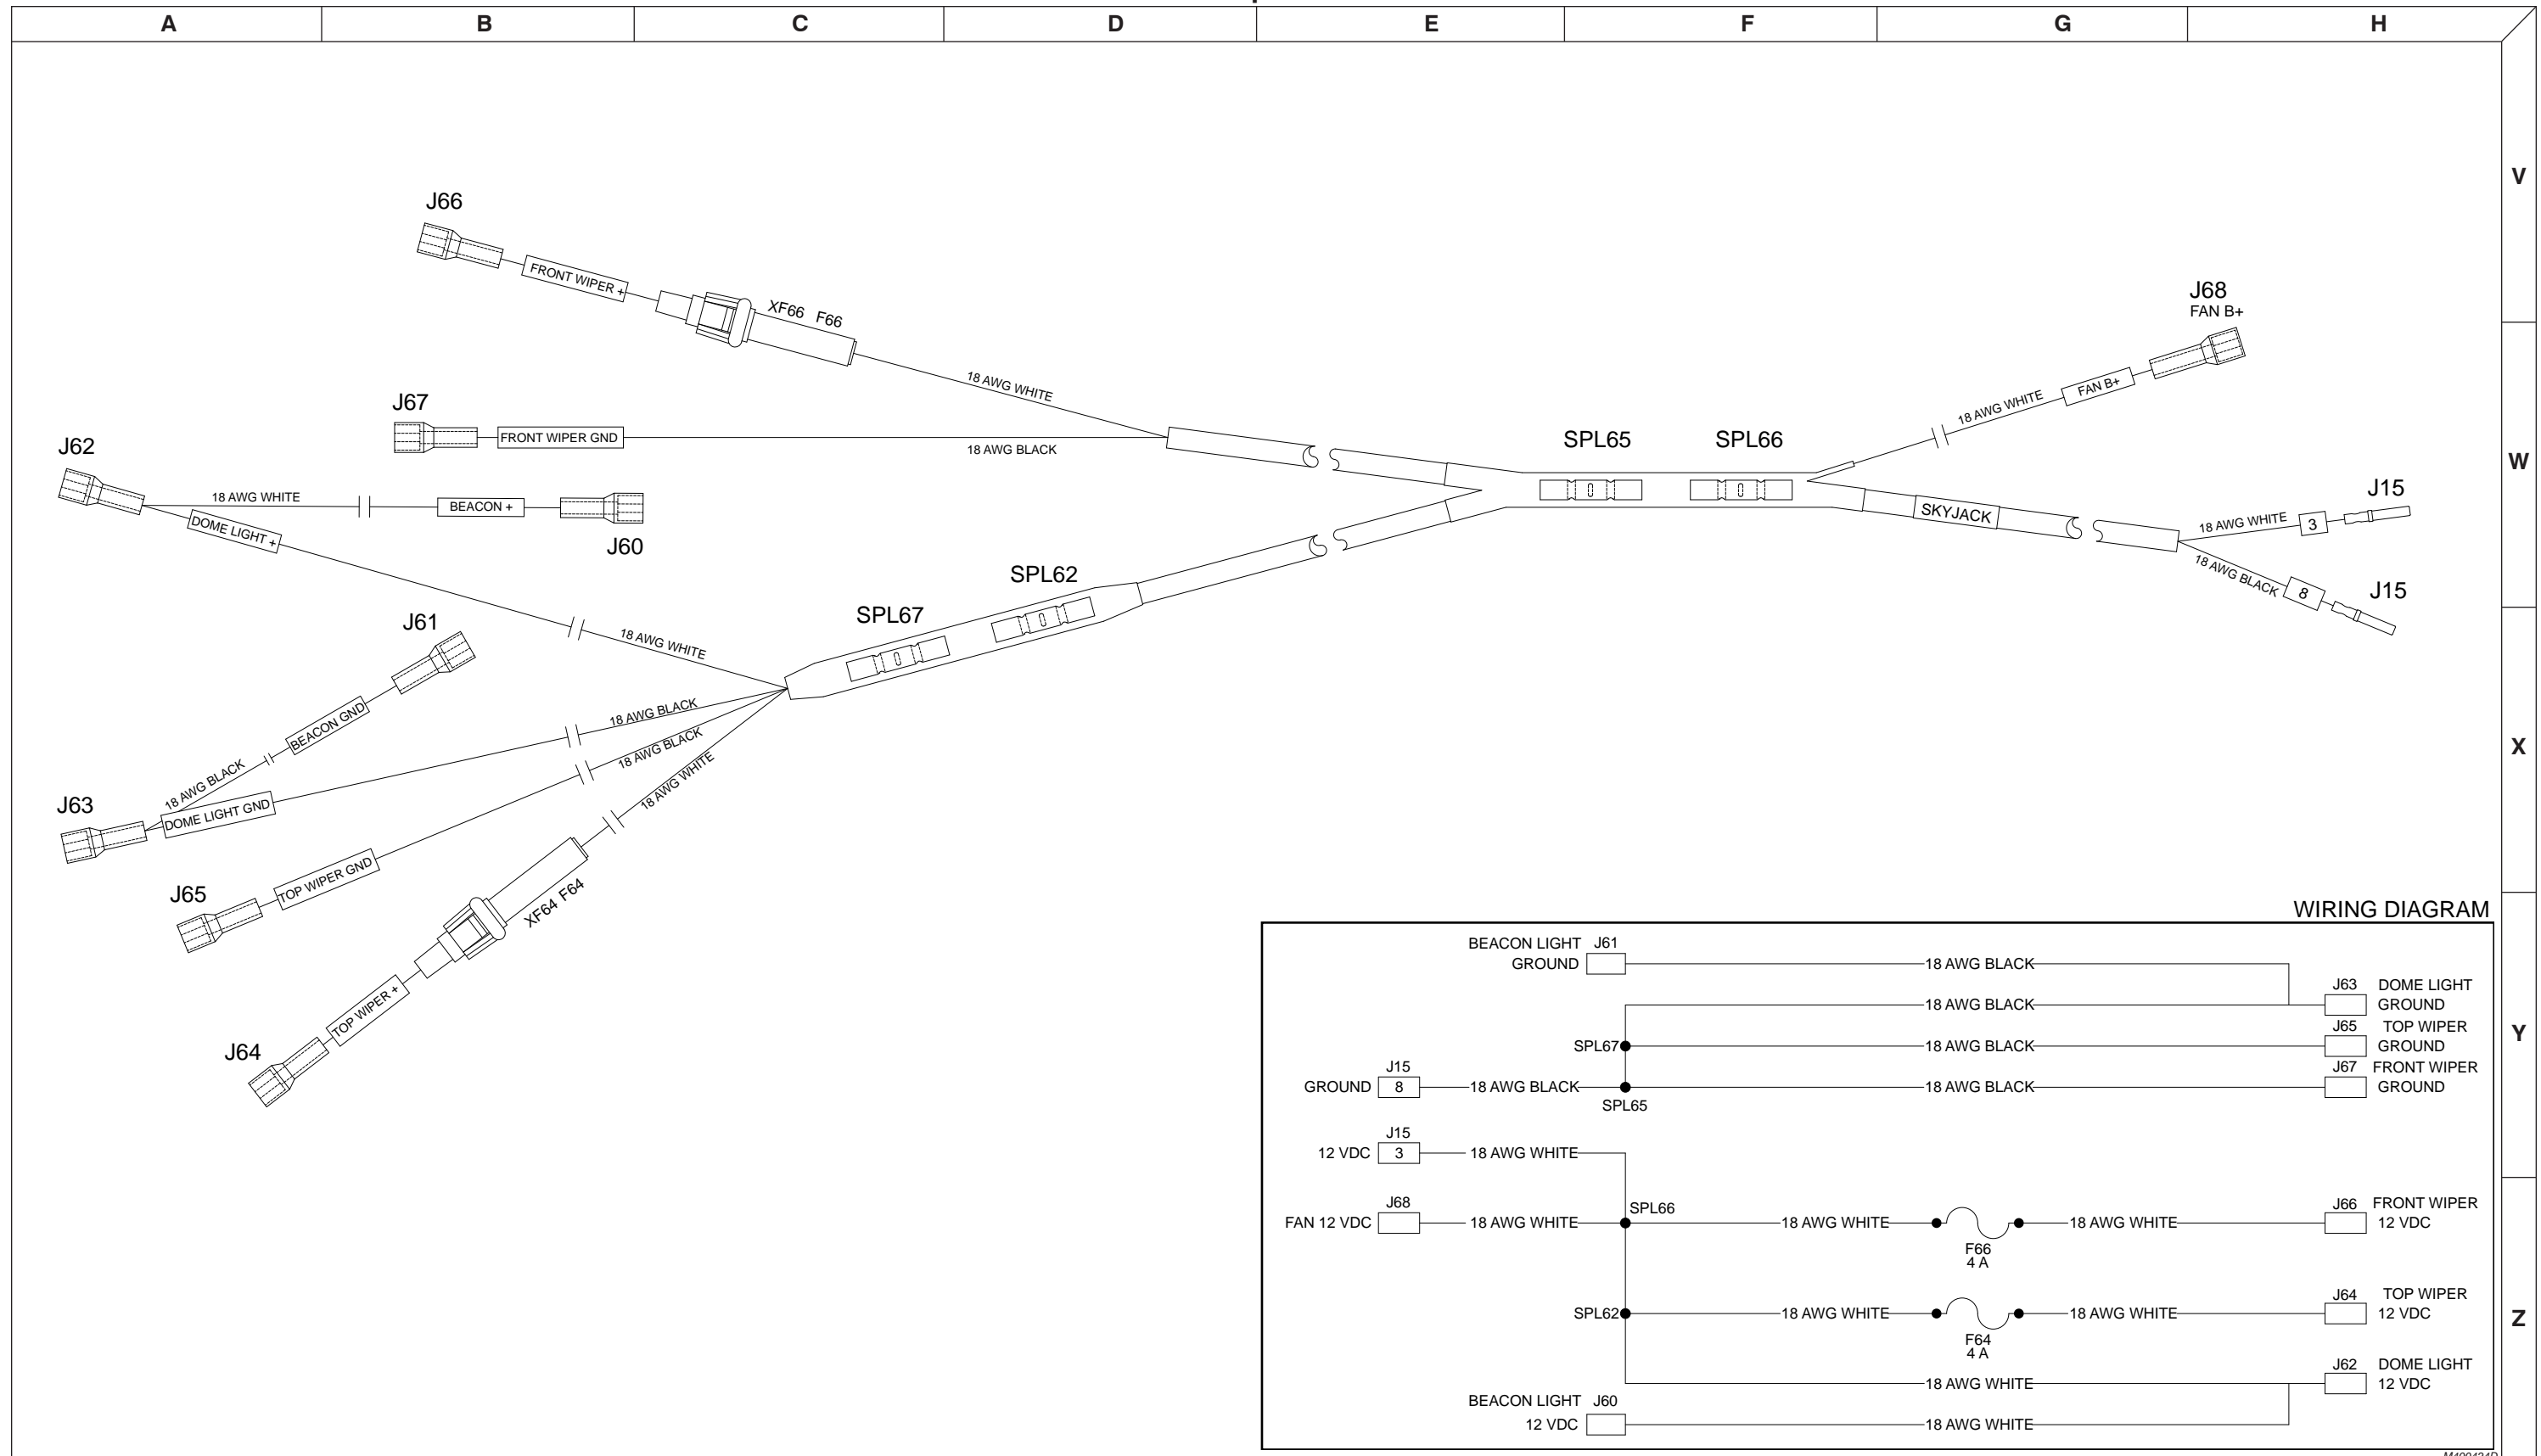 A B C D E F G H
V
J66
FRONT WIPER +
XF66 F66
18 AWG WHITE
J68
FAN B+
FAN B+
18 AWG WHITE
J67
FRONT WIPER GND
18 AWG BLACK
J62
18 AWG WHITE
BEACON +
J60
DOME LIGHT +
18 AWG WHITE
SPL65 SPL66
W
SKYJACK
J15
18 AWG WHITE
3
18 AWG BLACK
8
J15
SPL62
SPL67
J61
BEACON GND
18 AWG BLACK
18 AWG BLACK
18 AWG BLACK
18 AWG WHITE
X
J63
DOME LIGHT GND
J65
TOP WIPER GND
XF64 F64
TOP WIPER +
J64
WIRING DIAGRAM
BEACON LIGHT J61
GROUND
18 AWG BLACK
J63 DOME LIGHT
18 AWG BLACK
GROUND
J65 TOP WIPER
SPL67
18 AWG BLACK
GROUND
Y
J15
J67 FRONT WIPER
GROUND 8 18 AWG BLACK
18 AWG BLACK
GROUND
SPL65
J15
12 VDC 3 18 AWG WHITE
J68
SPL66
J66 FRONT WIPER
FAN 12 VDC
18 AWG WHITE
18 AWG WHITE
18 AWG WHITE
12 VDC
F66
4 A
J64 TOP WIPER
SPL62
18 AWG WHITE
18 AWG WHITE
12 VDC
Z
F64
4 A
J62 DOME LIGHT
18 AWG WHITE
12 VDC
BEACON LIGHT J60
12 VDC
18 AWG WHITE